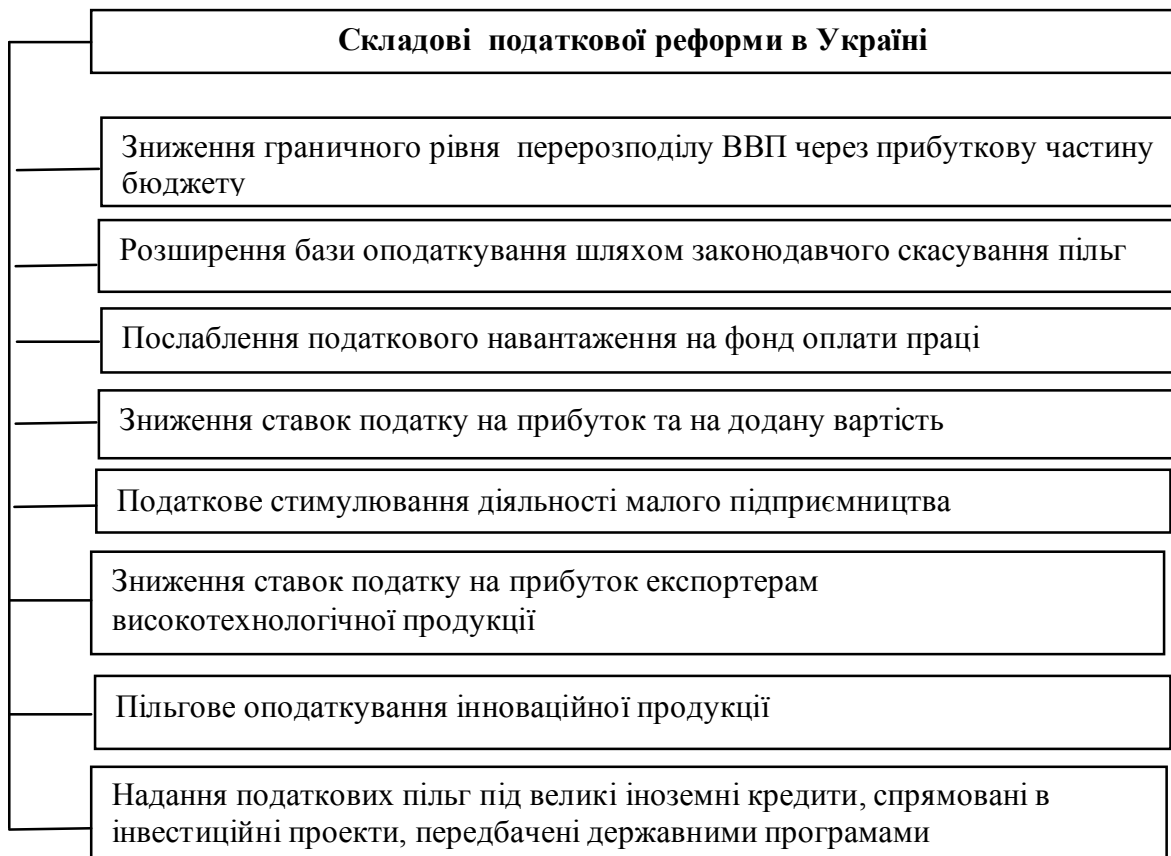 Складові податкової реформи в Україні
Зниження граничного рівня перерозподілу ВВП через прибуткову частину
бюджету
Розширення бази оподаткування шляхом законодавчого скасування пільг
Послаблення податкового навантаження на фонд оплати праці
Зниження ставок податку на прибуток та на додану вартість
Податкове стимулювання діяльності малого підприємництва
Зниження ставок податку на прибуток експортерам
високотехнологічної продукції
Пільгове оподаткування інноваційної продукції
Надання податкових пільг під великі іноземні кредити, спрямовані в
інвестиційні проекти, передбачені державними програмами